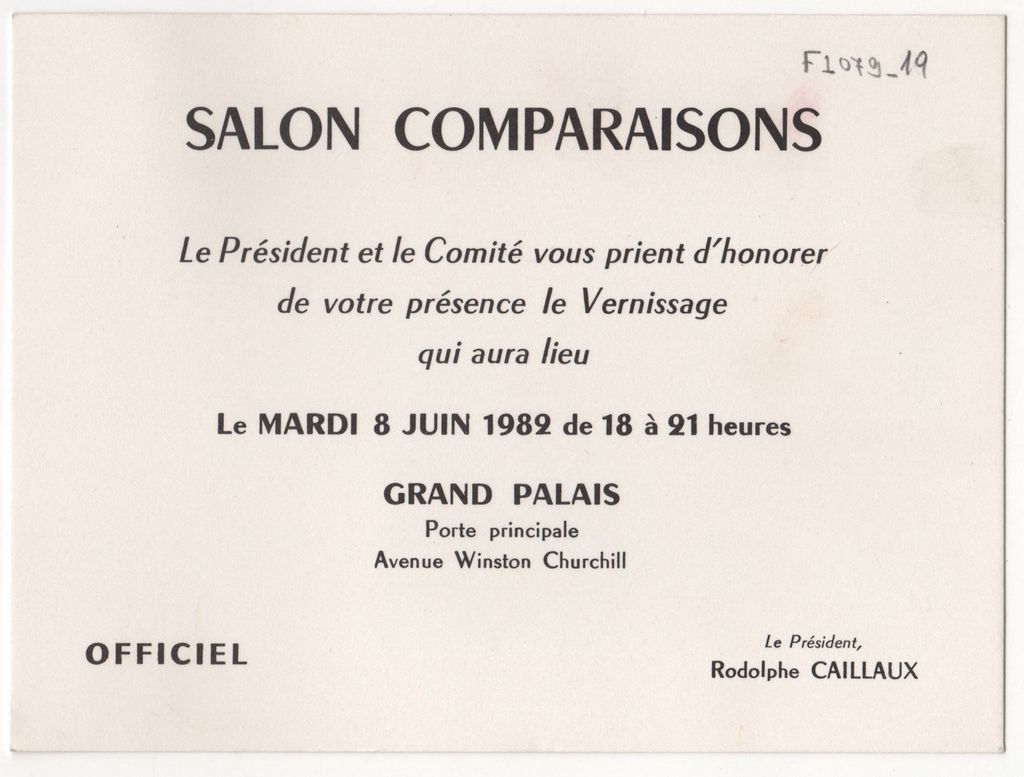 F1079_19
SALON COMPARAISONS
Le Président et le Comité vous prient d'honorer
de votre présence le Vernissage
qui aura lieu
Le MARDI 8 JUIN 1982 de 18 à 21 heures
GRAND PALAIS
Porte principale
Avenue Winston Churchill
OFFICIEL
Le Président,
Rodolphe CAILLAUX